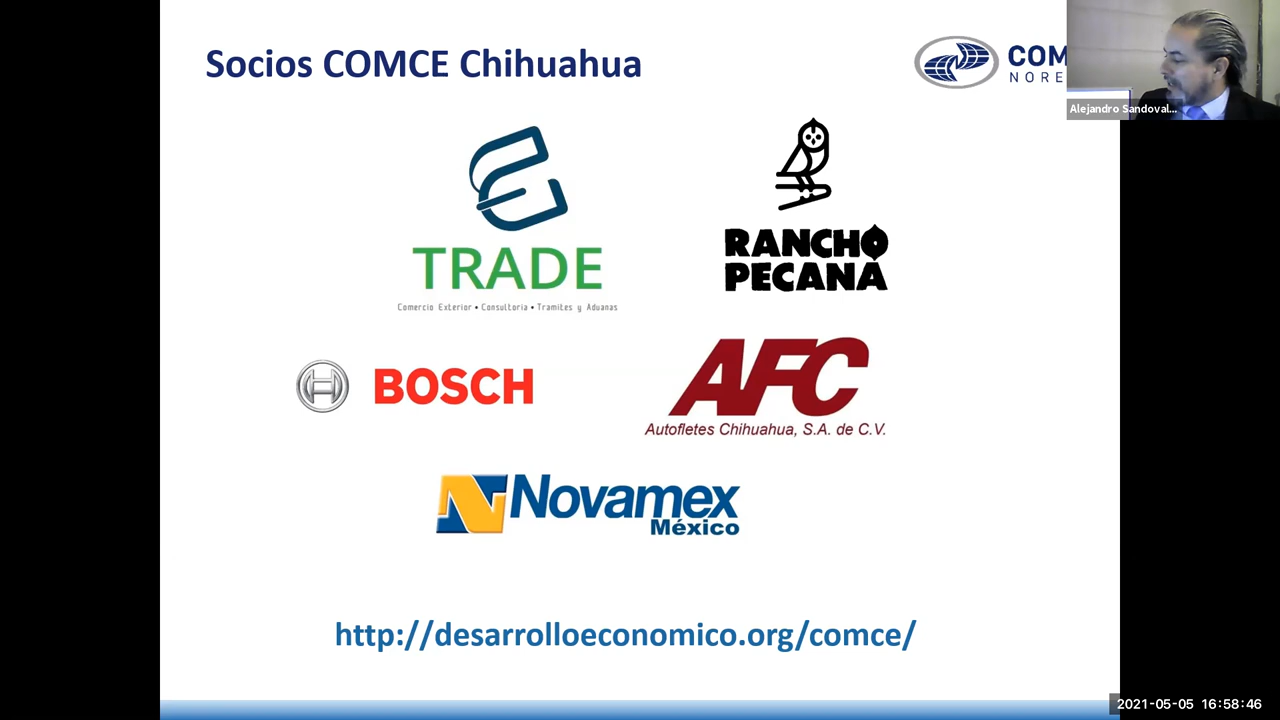 Socios COMCE Chihuahua
COM
NORE
Alejandro Sandoval...
TRADE
Comercio Exterior • Consultoria • Tramites y Aduanas
RANCHO
PECANA
BOSCH
AFC
Autofletes Chihuahua, S.A. de C.V.
Novamex
México
http://desarrolloeconomico.org/comce/
2021-05-05 16:58:46